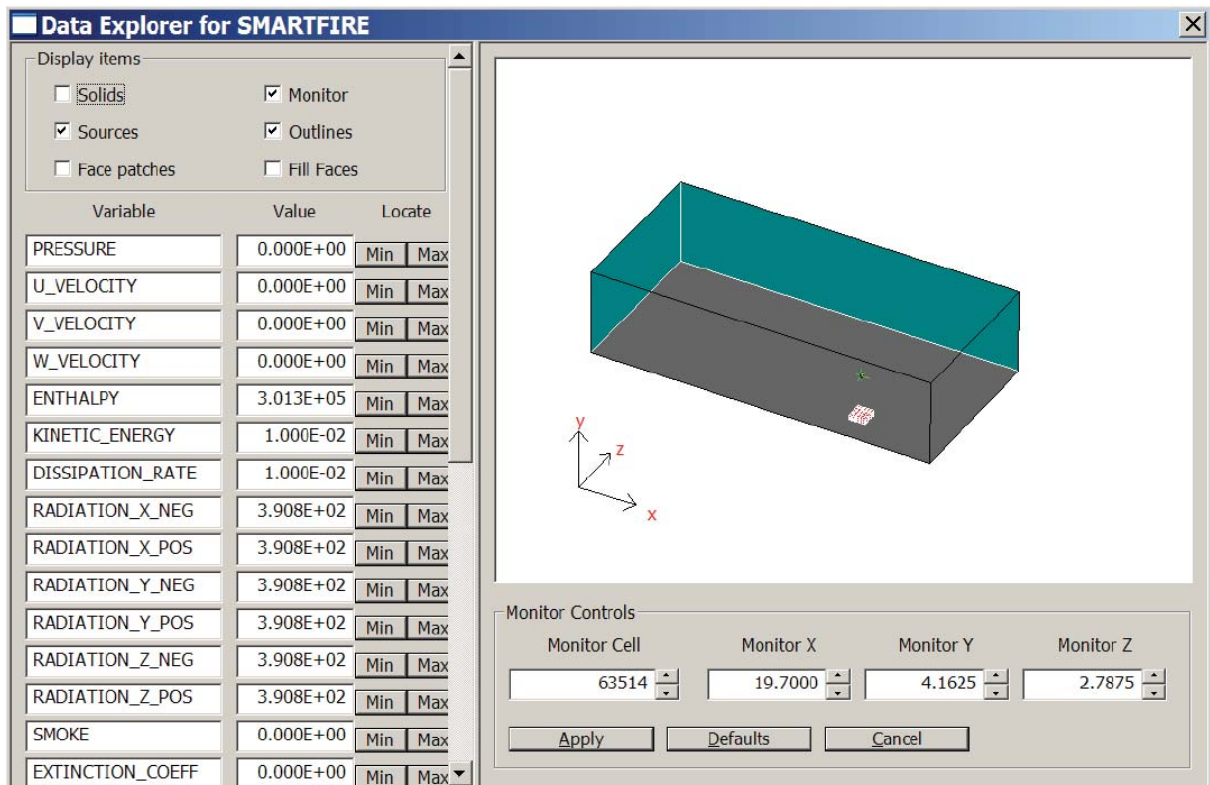 Data Explorer for SMARTFIRE
Display items
Solids
Monitor
Sources
Outlines
Face patches
Fill Faces
Variable Value Locate
PRESSURE 0.000E+00 Min Max
U_VELOCITY 0.000E+00 Min Max
V_VELOCITY 0.000E+00 Min Max
W_VELOCITY 0.000E+00 Min Max
ENTHALPY 3.013E+05 Min Max
KINETIC_ENERGY 1.000E-02 Min Max
DISSIPATION_RATE 1.000E-02 Min Max
RADIATION_X_NEG 3.908E+02 Min Max
RADIATION_X_POS 3.908E+02 Min Max
RADIATION_Y_NEG 3.908E+02 Min Max
RADIATION_Y_POS 3.908E+02 Min Max
RADIATION_Z_NEG 3.908E+02 Min Max
RADIATION_Z_POS 3.908E+02 Min Max
SMOKE 0.000E+00 Min Max
EXTINCTION_COEFF 0.000E+00 Min Max
y
z
x
Monitor Controls
Monitor Cell Monitor X Monitor Y Monitor Z
63514 19.7000 4.1625 2.7875
Apply Defaults Cancel